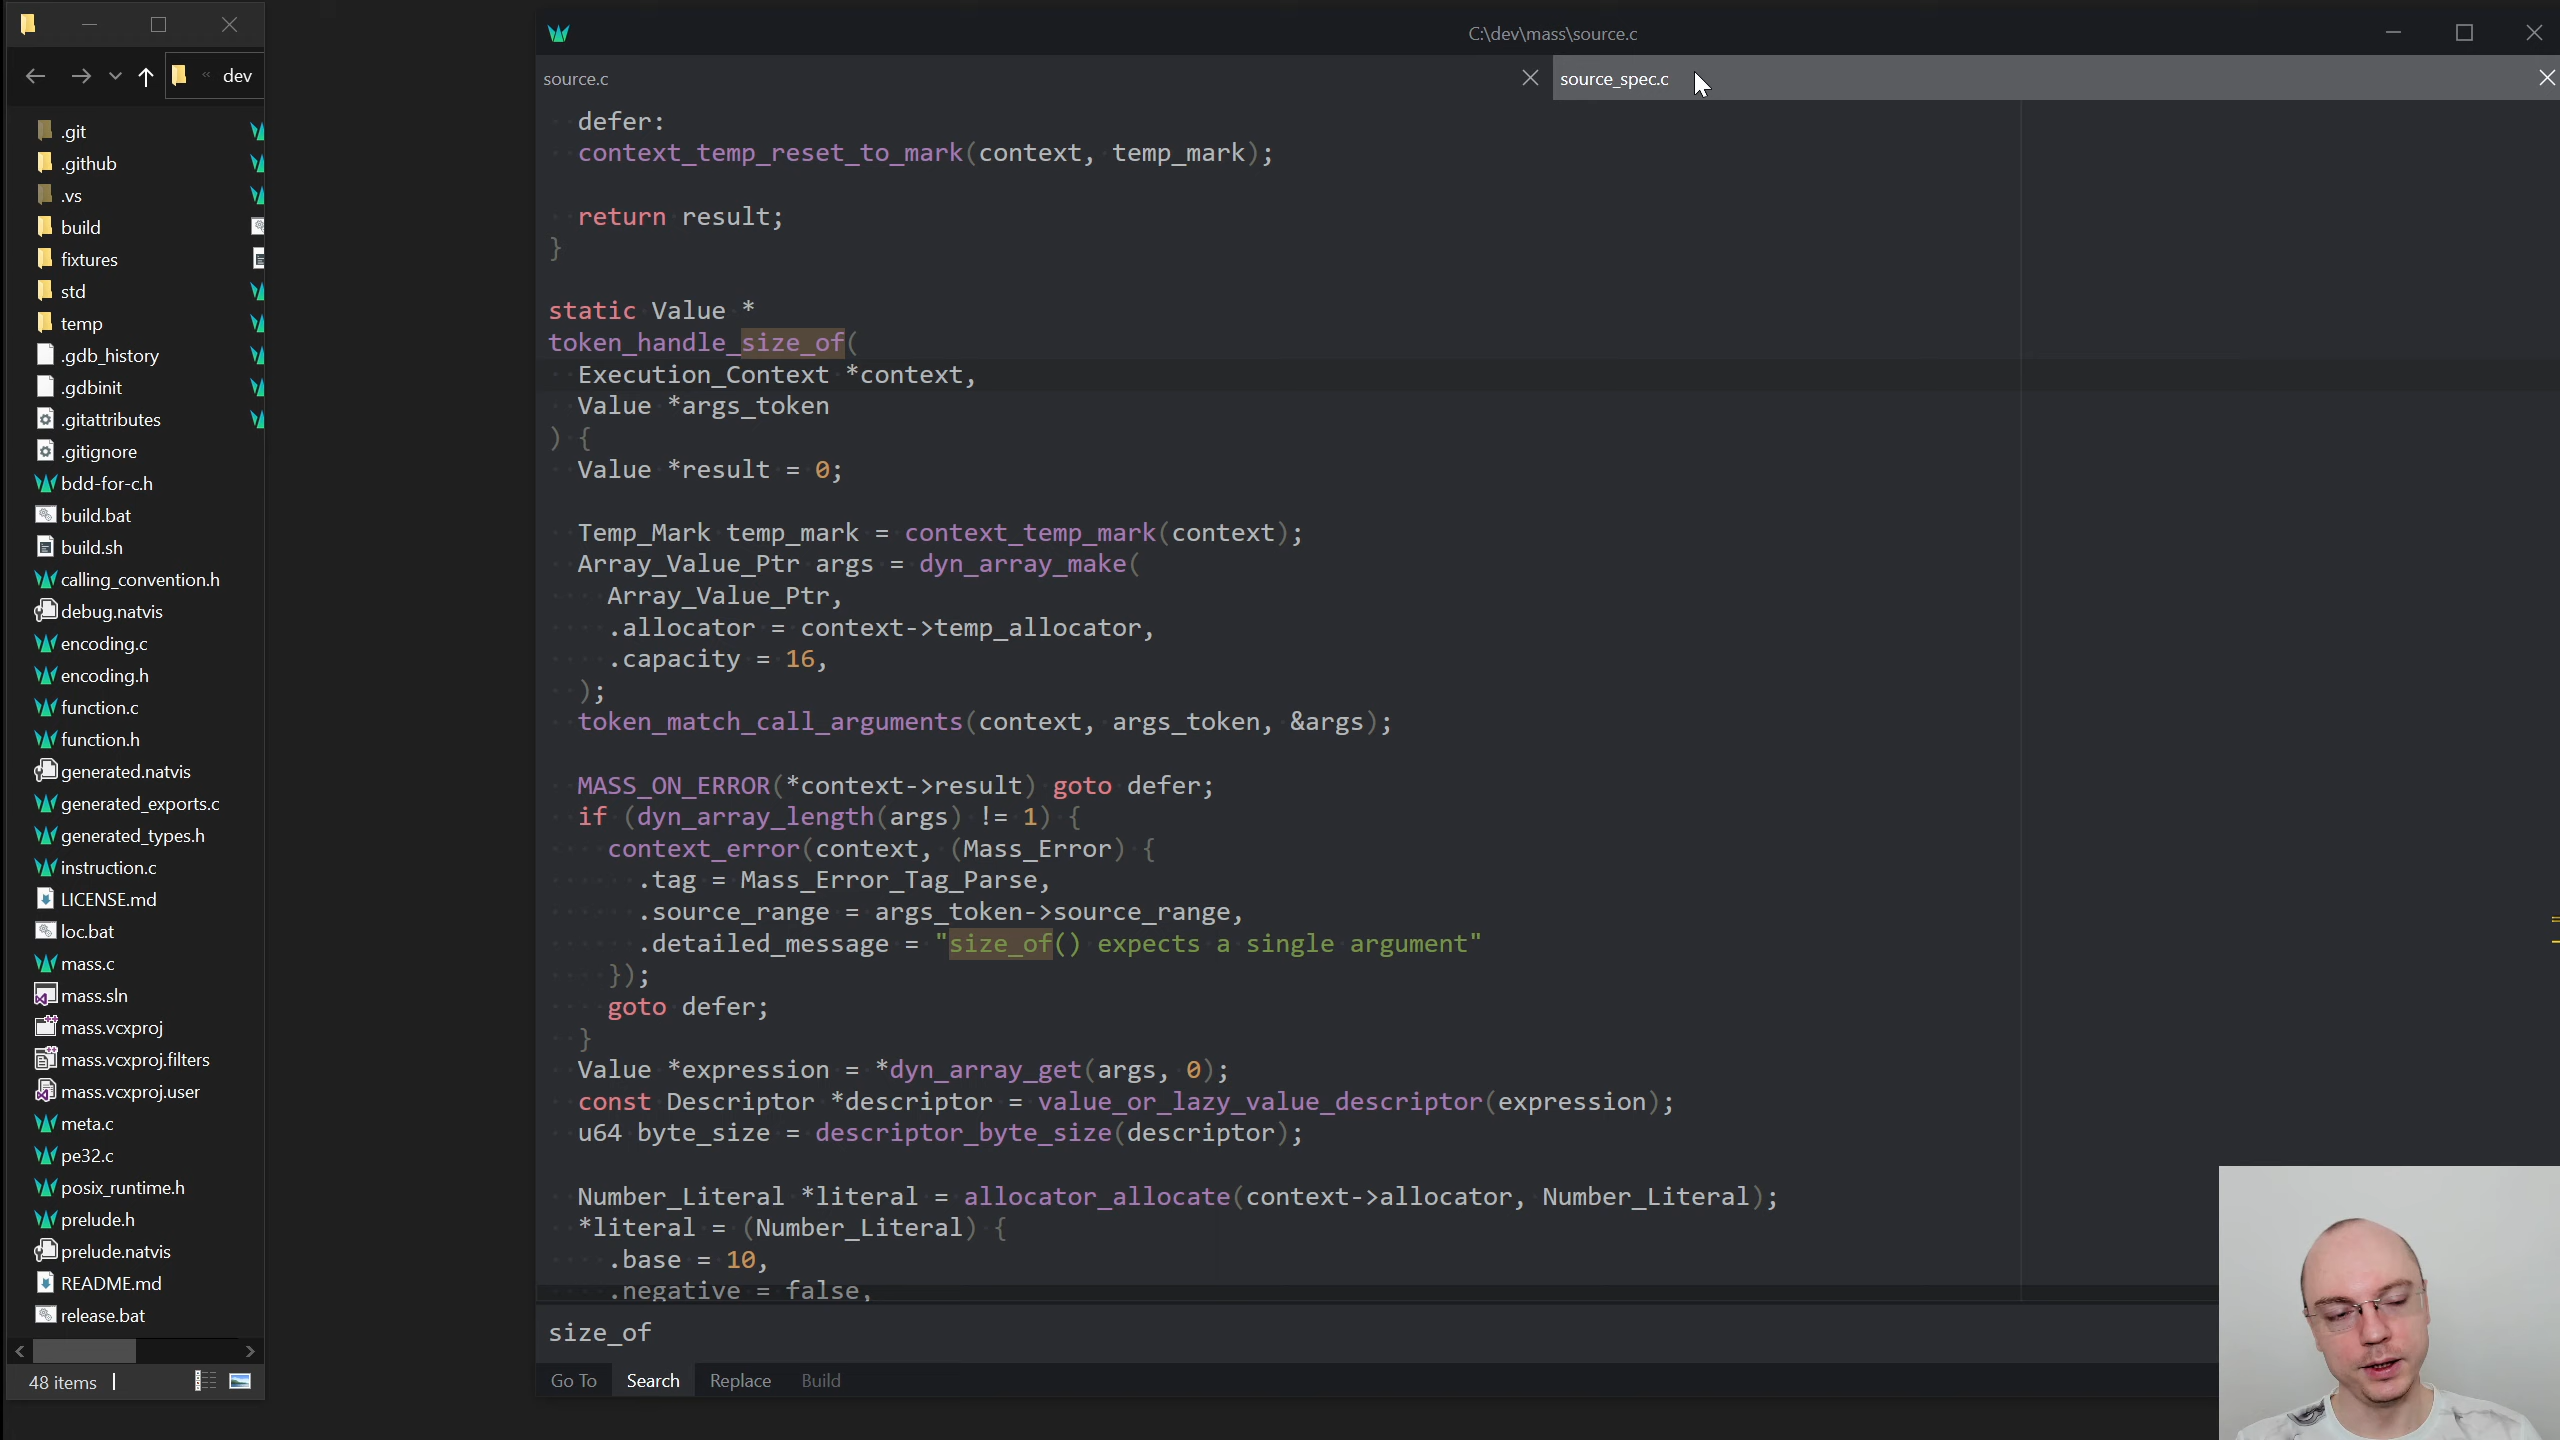 C:\dev\mass\source.c
« dev
source.c
source_spec.c
.git
.github
.vs
build
fixtures
std
temp
.gdb_history
.gdbinit
.gitattributes
.gitignore
bdd-for-c.h
build.bat
build.sh
calling_convention.h
debug.natvis
encoding.c
encoding.h
function.c
function.h
generated.natvis
generated_exports.c
generated_types.h
instruction.c
LICENSE.md
loc.bat
mass.c
mass.sln
mass.vcxproj
mass.vcxproj.filters
mass.vcxproj.user
meta.c
pe32.c
posix_runtime.h
prelude.h
prelude.natvis
README.md
release.bat
48 items
defer:
context_temp_reset_to_mark(context, temp_mark);
return result;
}
static Value *
token_handle_size_of(
Execution_Context *context,
Value *args_token
) {
Value *result = 0;
Temp_Mark temp_mark = context_temp_mark(context);
Array_Value_Ptr args = dyn_array_make(
Array_Value_Ptr,
.allocator = context->temp_allocator,
.capacity = 16,
);
token_match_call_arguments(context, args_token, &args);
MASS_ON_ERROR(*context->result) goto defer;
if (dyn_array_length(args) != 1) {
context_error(context, (Mass_Error) {
.tag = Mass_Error_Tag_Parse,
.source_range = args_token->source_range,
.detailed_message = "size_of() expects a single argument"
});
goto defer;
}
Value *expression = *dyn_array_get(args, 0);
const Descriptor *descriptor = value_or_lazy_value_descriptor(expression);
u64 byte_size = descriptor_byte_size(descriptor);
Number_Literal *literal = allocator_allocate(context->allocator, Number_Literal);
*literal = (Number_Literal) {
.base = 10,
.negative = false,
size_of
Go To Search Replace Build